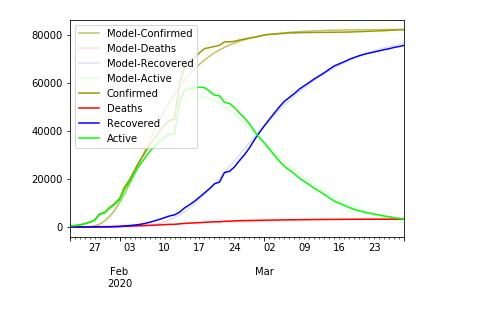 80000
60000
40000
20000
0
Model-Confirmed
Model-Deaths
Model-Recovered
Model-Active
Confirmed
Deaths
Recovered
Active
27 03 10 17 24 02 09 16 23
Feb Mar
2020